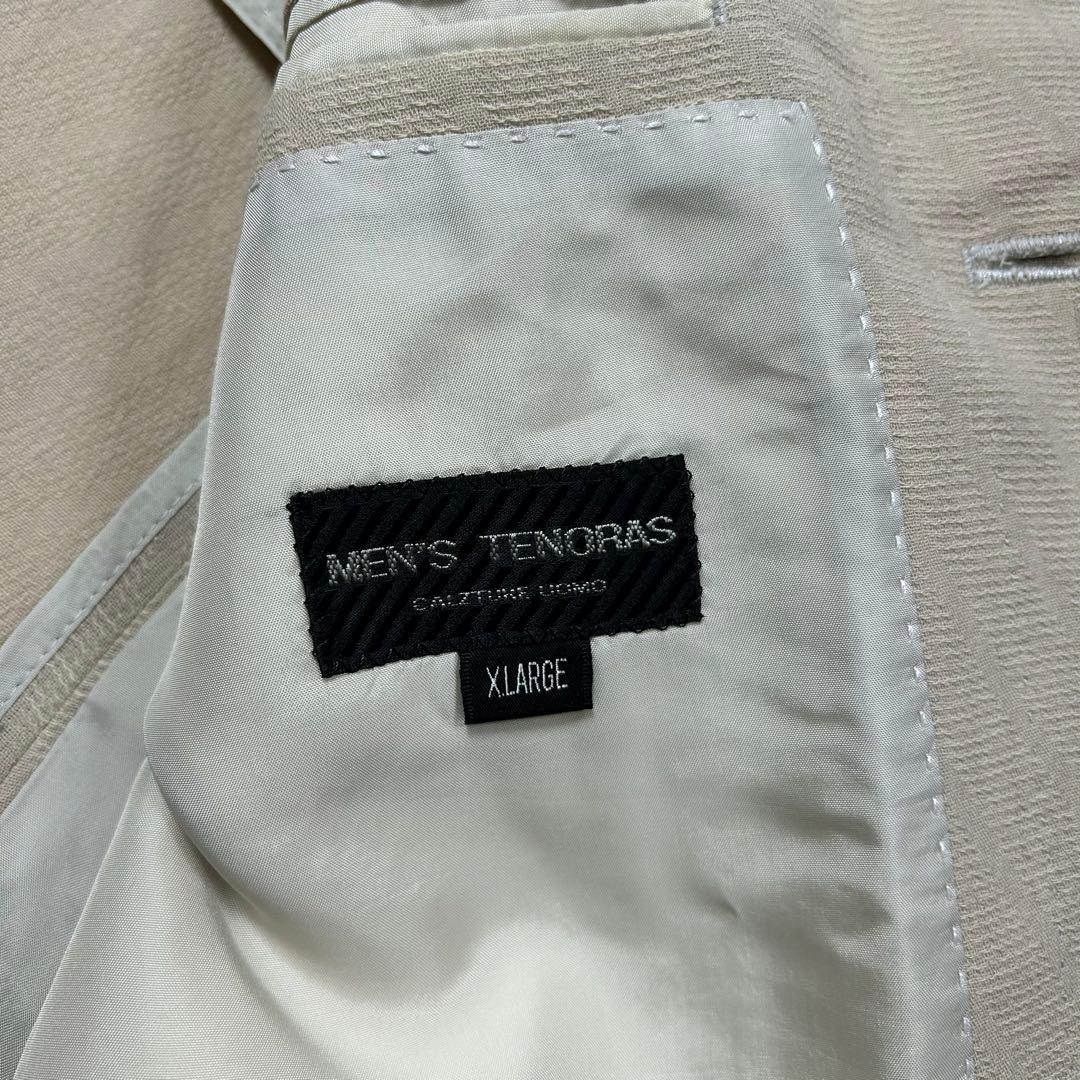 MEN'S TENORAS
CALZTURE UOMO
X.LARGE